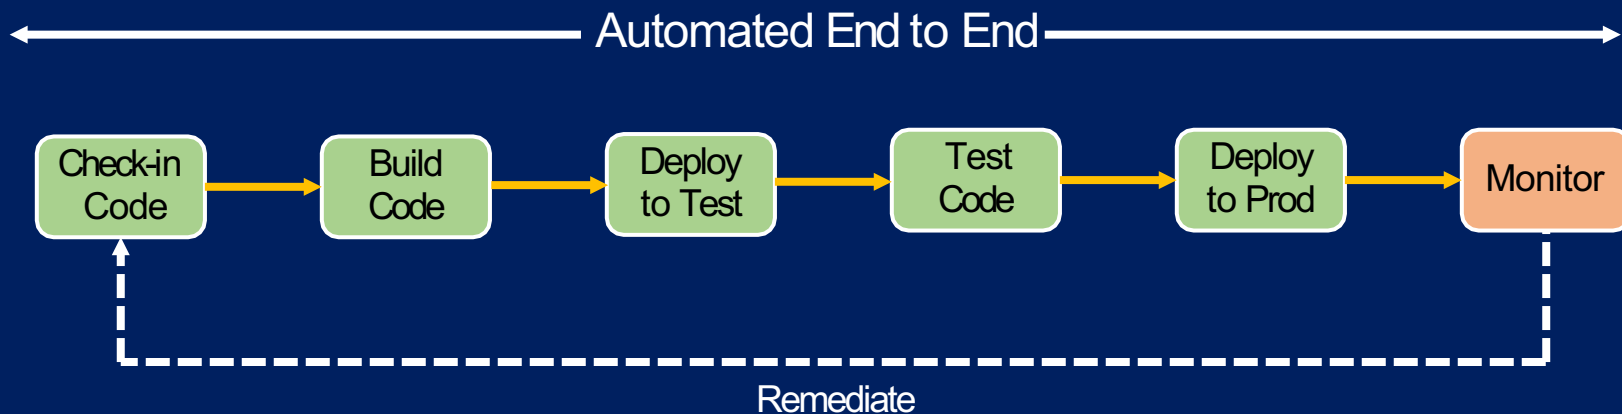 Automated End to End
Check-in
Code
Build
Code
Deploy
to Test
Test
Code
Deploy
to Prod
Monitor
Remediate